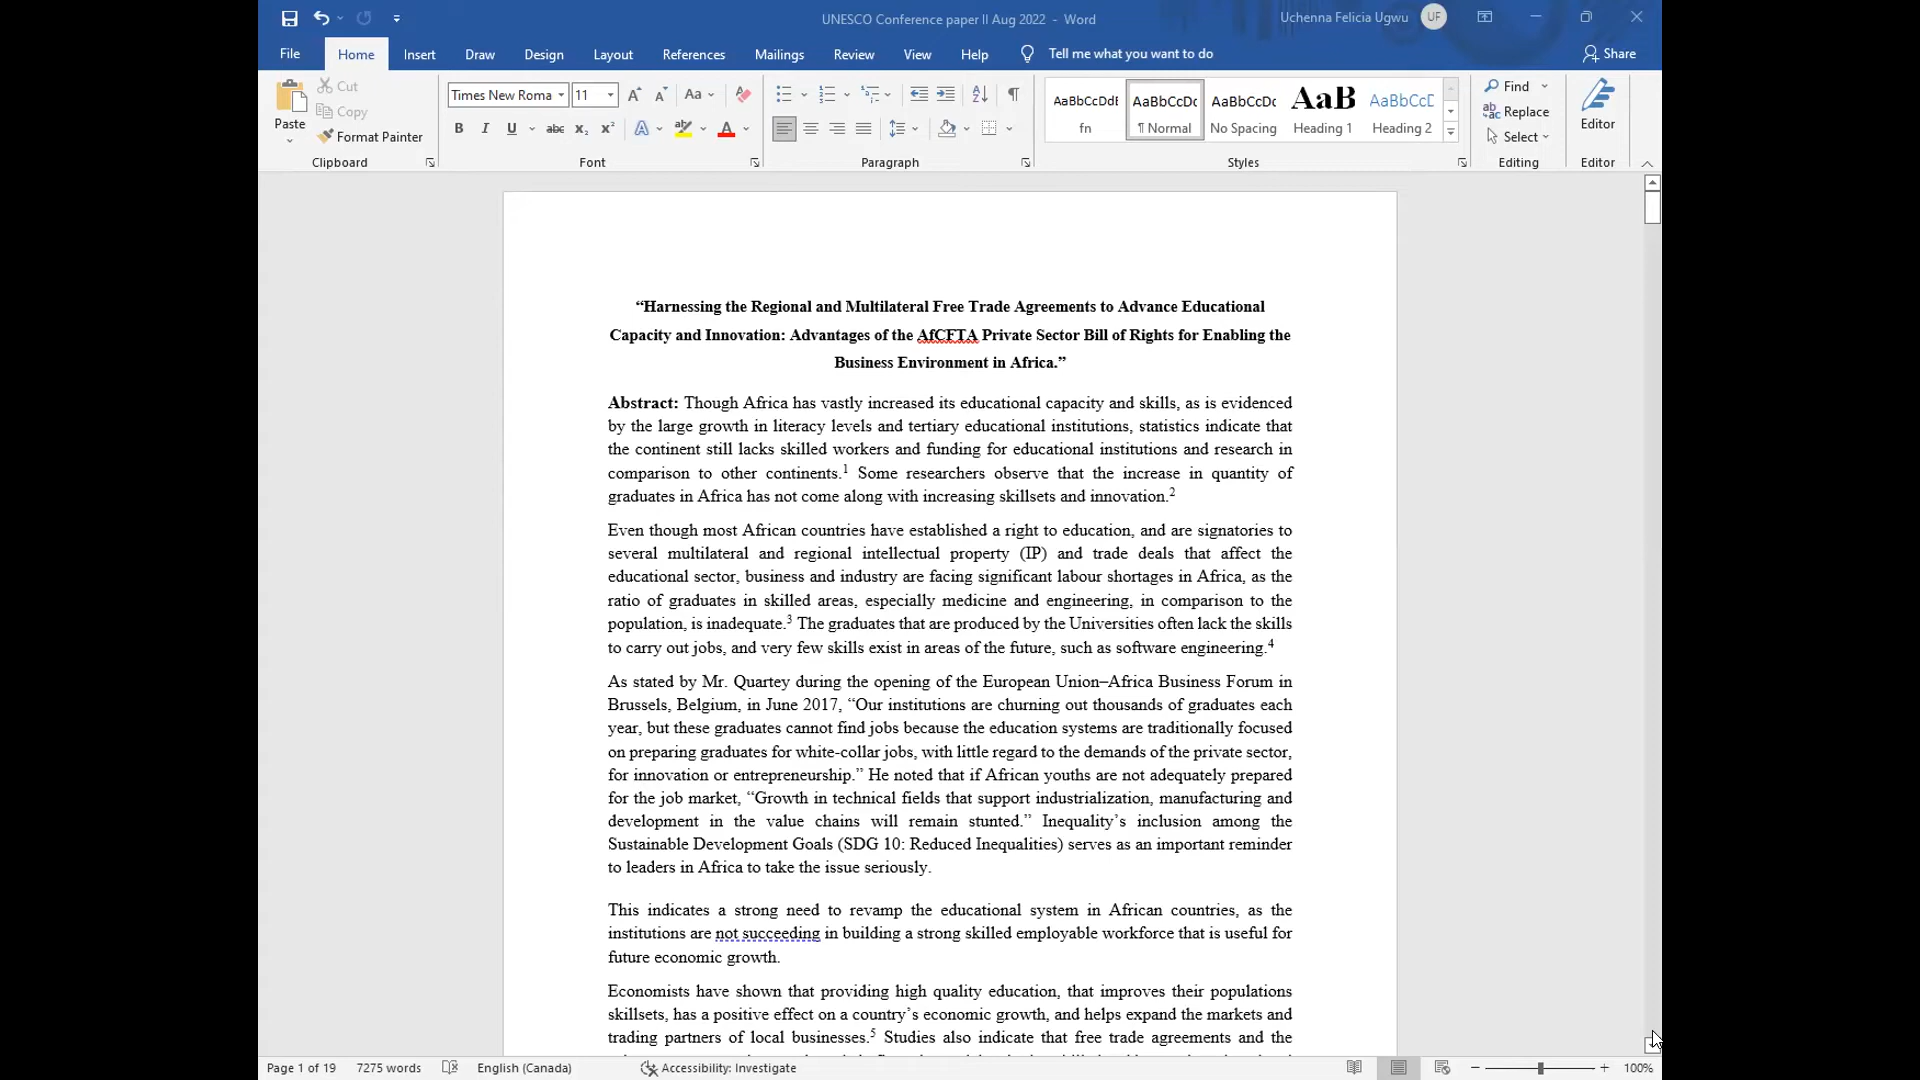 UNESCO Conference paper II Aug 2022 - Word
Uchenna Felicia Ugwu
UF
File
Home
Insert
Draw
Design
Layout
References
Mailings
Review
View
Help
Tell me what you want to do
Share
Paste
Cut
Copy
Format Painter
Clipboard
Times New Roma
11
Font
Paragraph
AaBbCcDdE
fn
AaBbCcDc
¶ Normal
AaBbCcDc
No Spacing
AaB
Heading 1
AaBbCcD
Heading 2
Styles
Find
Replace
Select
Editing
Editor
Editor
“Harnessing the Regional and Multilateral Free Trade Agreements to Advance Educational
Capacity and Innovation: Advantages of the AfCFTA Private Sector Bill of Rights for Enabling the
Business Environment in Africa.”
Abstract: Though Africa has vastly increased its educational capacity and skills, as is evidenced
by the large growth in literacy levels and tertiary educational institutions, statistics indicate that
the continent still lacks skilled workers and funding for educational institutions and research in
comparison to other continents.1 Some researchers observe that the increase in quantity of
graduates in Africa has not come along with increasing skillsets and innovation.2
Even though most African countries have established a right to education, and are signatories to
several multilateral and regional intellectual property (IP) and trade deals that affect the
educational sector, business and industry are facing significant labour shortages in Africa, as the
ratio of graduates in skilled areas, especially medicine and engineering, in comparison to the
population, is inadequate.3 The graduates that are produced by the Universities often lack the skills
to carry out jobs, and very few skills exist in areas of the future, such as software engineering.4
As stated by Mr. Quartey during the opening of the European Union–Africa Business Forum in
Brussels, Belgium, in June 2017, “Our institutions are churning out thousands of graduates each
year, but these graduates cannot find jobs because the education systems are traditionally focused
on preparing graduates for white-collar jobs, with little regard to the demands of the private sector,
for innovation or entrepreneurship.” He noted that if African youths are not adequately prepared
for the job market, “Growth in technical fields that support industrialization, manufacturing and
development in the value chains will remain stunted.” Inequality’s inclusion among the
Sustainable Development Goals (SDG 10: Reduced Inequalities) serves as an important reminder
to leaders in Africa to take the issue seriously.
This indicates a strong need to revamp the educational system in African countries, as the
institutions are not succeeding in building a strong skilled employable workforce that is useful for
future economic growth.
Economists have shown that providing high quality education, that improves their populations
skillsets, has a positive effect on a country’s economic growth, and helps expand the markets and
trading partners of local businesses.5 Studies also indicate that free trade agreements and the
Page 1 of 19
7275 words
English (Canada)
Accessibility: Investigate
100%